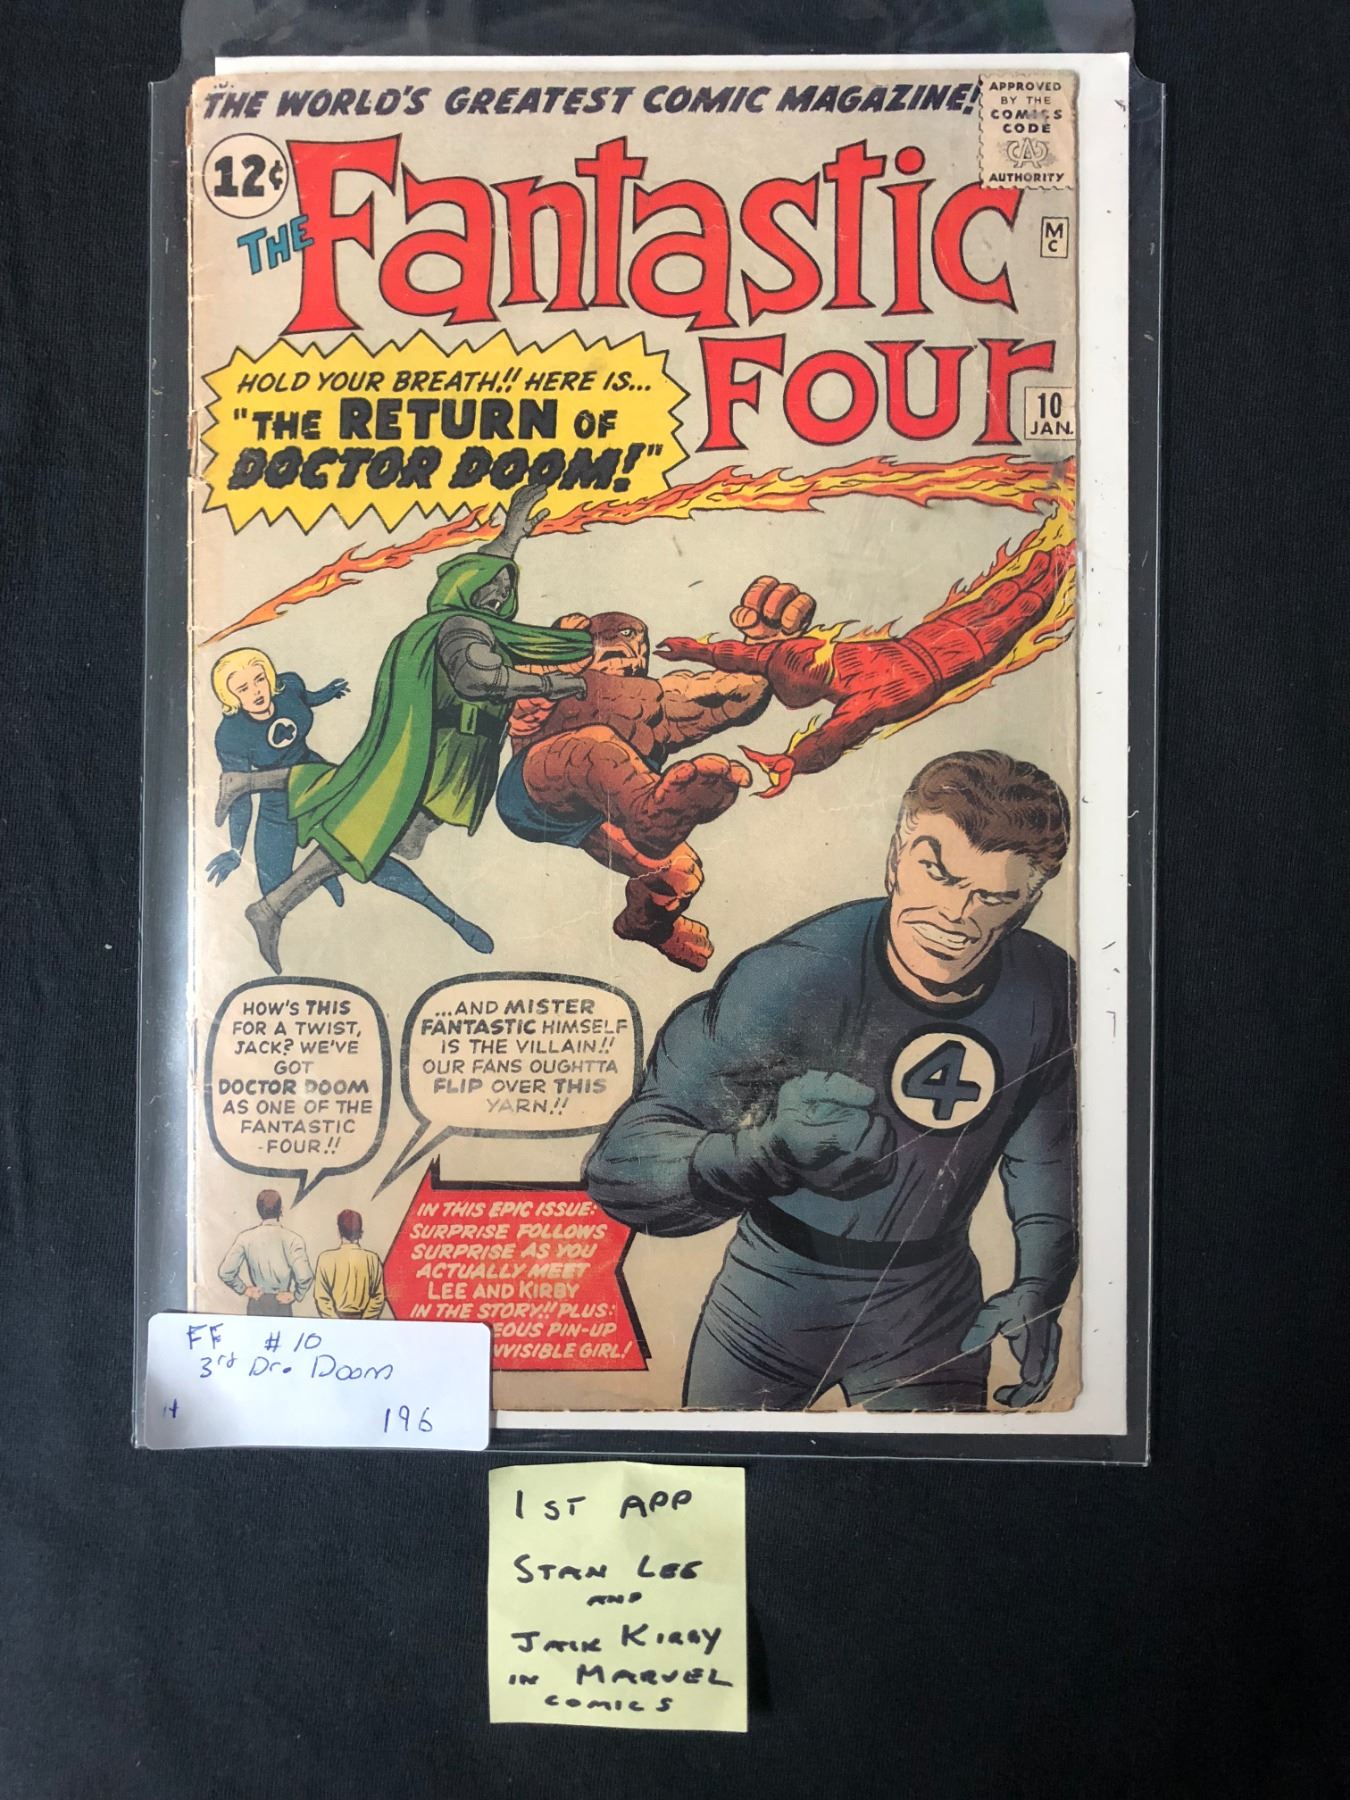 THE WORLD'S GREATEST COMIC MAGAZINE!
APPROVED
BY THE
COMICS
CODE
AUTHORITY
12¢
THE
Fantastic
Four
M
C
10
JAN.
HOLD YOUR BREATH!! HERE IS...
"THE RETURN OF
DOCTOR DOOM!"
HOW'S THIS
FOR A TWIST,
JACK? WE'VE
GOT
DOCTOR DOOM
AS ONE OF THE
FANTASTIC
-FOUR!!
...AND MISTER
FANTASTIC HIMSELF
IS THE VILLAIN!!
OUR FANS OUGHTTA
FLIP OVER THIS
YARN!!
4
IN THIS EPIC ISSUE:
SURPRISE FOLLOWS
SURPRISE AS YOU
ACTUALLY MEET
LEE AND KIRBY
IN THE STORY!! PLUS:
EOUS PIN-UP
NVISIBLE GIRL!
FF #10
3rd Dr. Doom
196
1ST APP
STAN LEE
AND
JACK KIRBY
IN MARVEL
COMICS